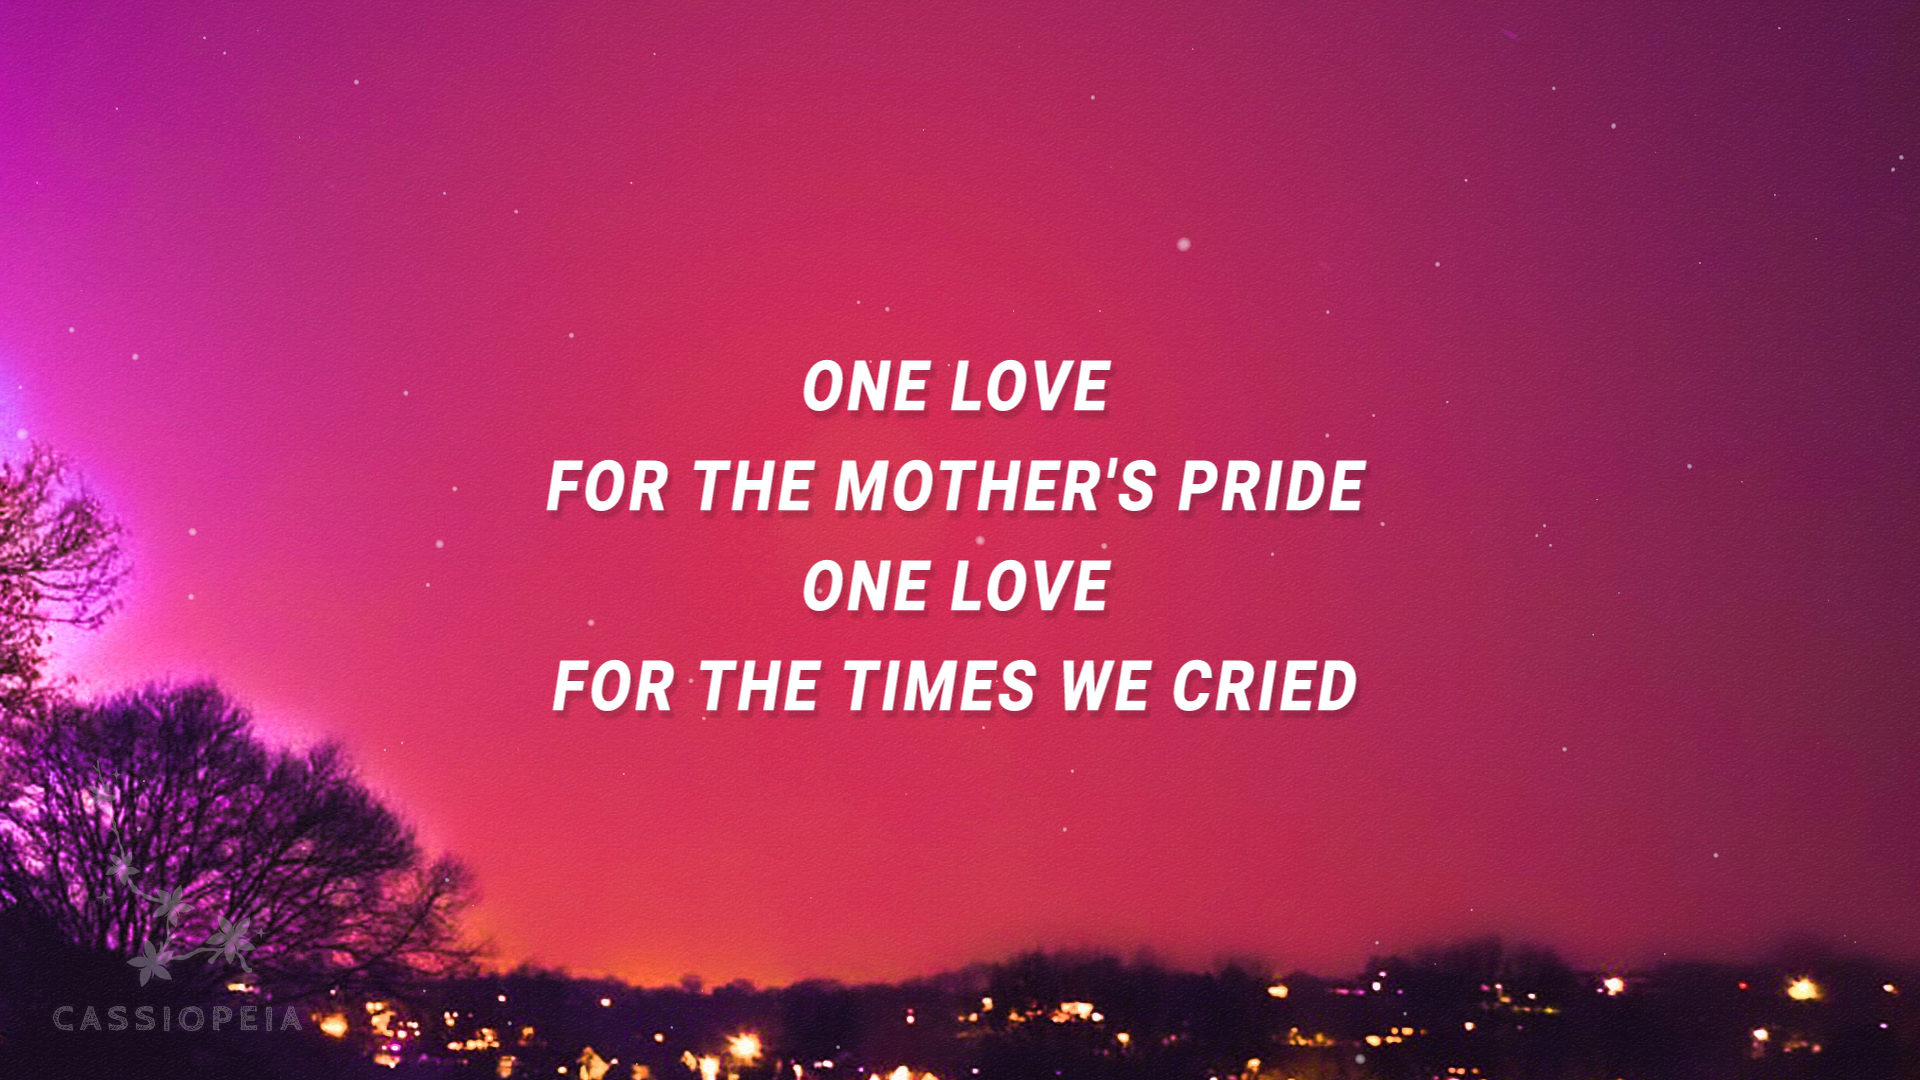 ONE LOVE
FOR THE MOTHER'S PRIDE
ONE LOVE
FOR THE TIMES WE CRIED
CASSIOPEIA